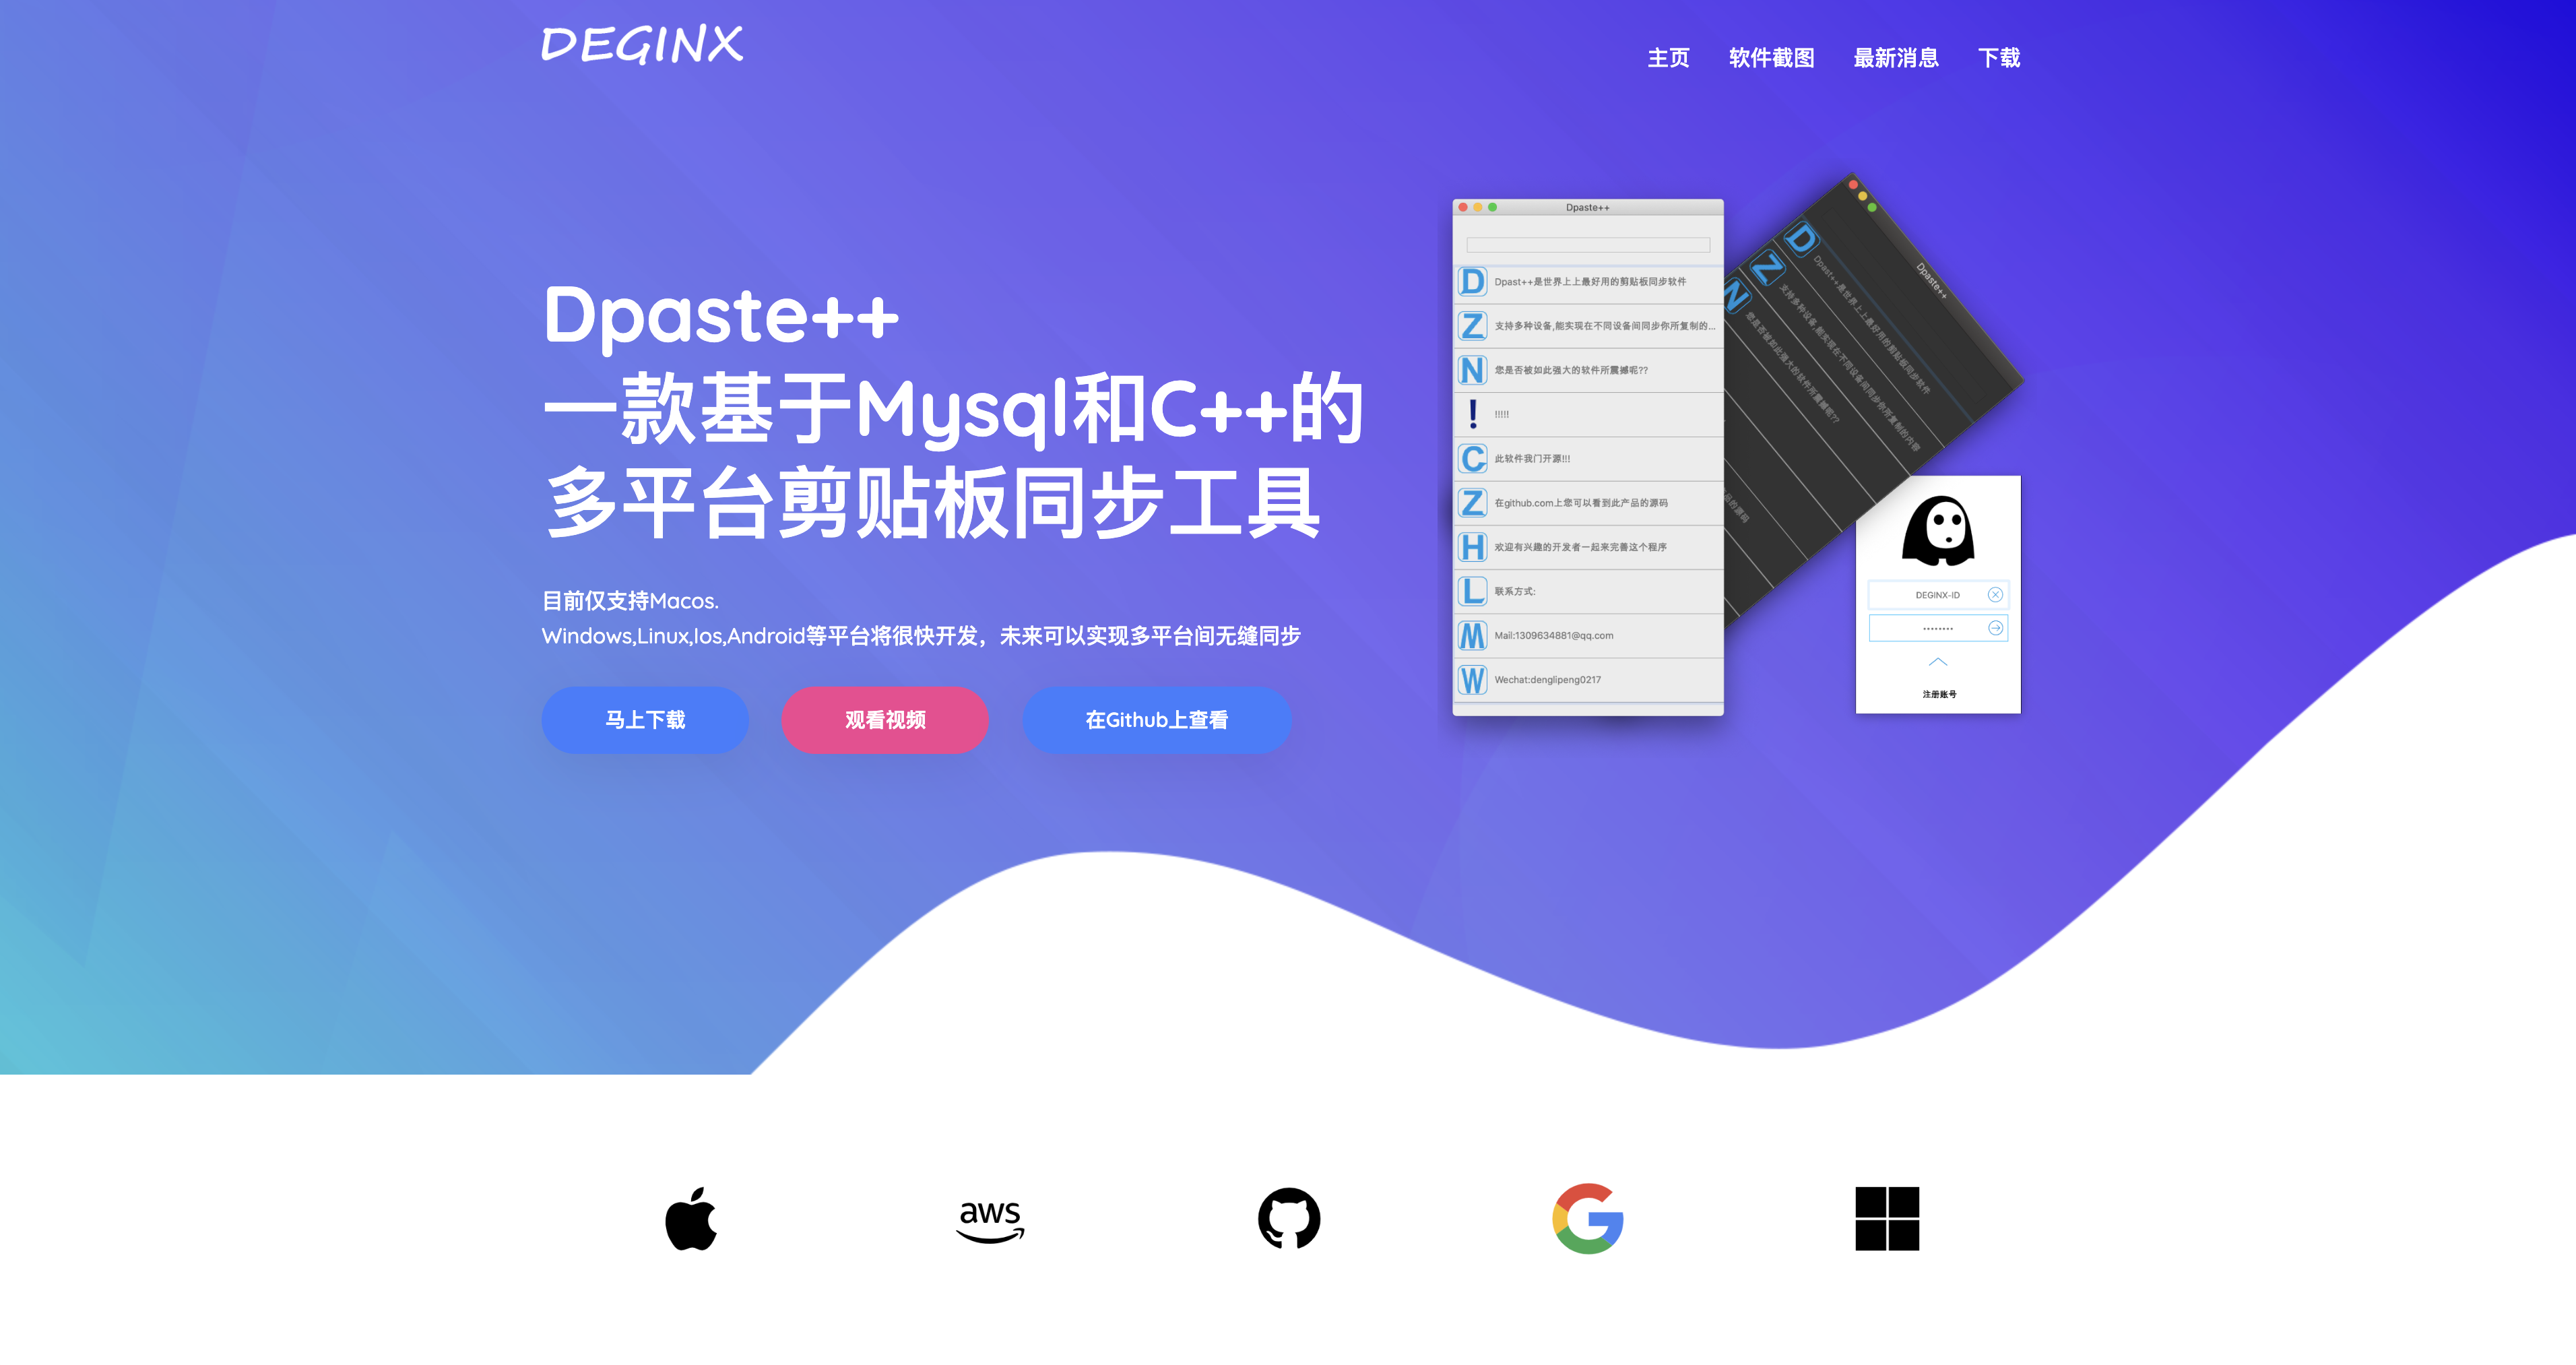 DEGINX
主页 软件截图 最新消息 下载
Dpaste++
一款基于Mysql和C++的
多平台剪贴板同步工具
目前仅支持Macos.
Windows,Linux,Ios,Android等平台将很快开发，未来可以实现多平台间无缝同步
马上下载 观看视频 在Github上查看
Dpaste++
D Dpast++是世界上上最好用的剪贴板同步软件
Z 支持多种设备,能实现在不同设备间同步你所复制的...
N 您是否被如此强大的软件所震撼呢??
! !!!!!
C 此软件我门开源!!!
Z 在github.com上您可以看到此产品的源码
H 欢迎有兴趣的开发者一起来完善这个程序
L 联系方式:
M Mail:1309634881@qq.com
W Wechat:denglipeng0217
Dpaste++
D Dpast++是世界上上最好用的剪贴板同步软件
Z 支持多种设备,能实现在不同设备间同步你所复制的内容
N 您是否被如此强大的软件所震撼呢??
品的源码
DEGINX-ID
注册账号
aws